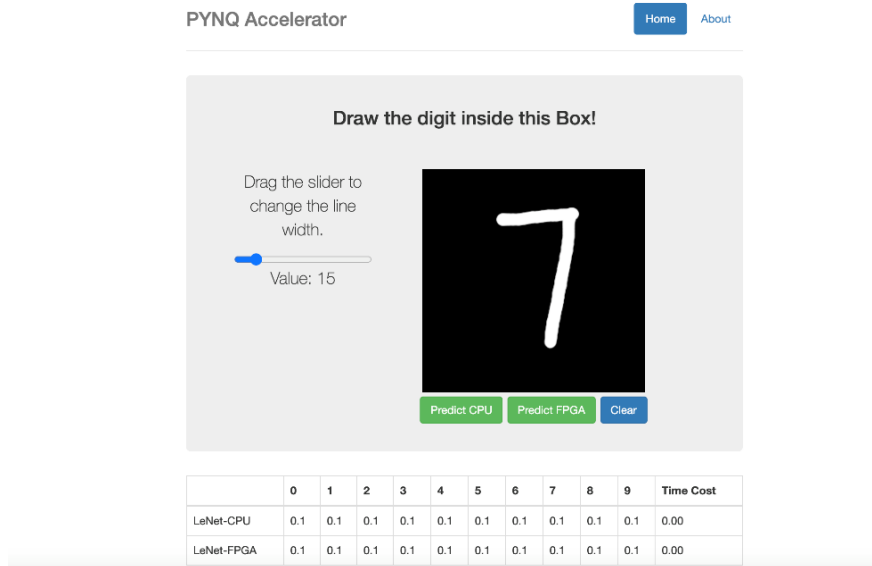 PYNQ Accelerator
Home
About
Draw the digit inside this Box!
Drag the slider to
change the line
width.
Value: 15
7
Predict CPU
Predict FPGA
Clear
0 1 2 3 4 5 6 7 8 9 Time Cost
LeNet-CPU 0.1 0.1 0.1 0.1 0.1 0.1 0.1 0.1 0.1 0.1 0.00
LeNet-FPGA 0.1 0.1 0.1 0.1 0.1 0.1 0.1 0.1 0.1 0.1 0.00